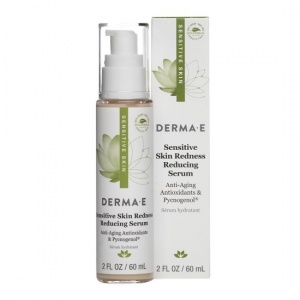 SENSITIVE SKIN
DERMA·E
Sensitive Skin Redness
Reducing Serum
Anti-Aging Antioxidants
& Pycnogenol®
Sérum hydratant
2 FL OZ / 60 mL
SENSITIVE SKIN
DERMA·E
Sensitive
Skin Redness
Reducing
Serum
Anti-Aging
Antioxidants &
Pycnogenol®
Sérum hydratant
2 FL OZ / 60 mL